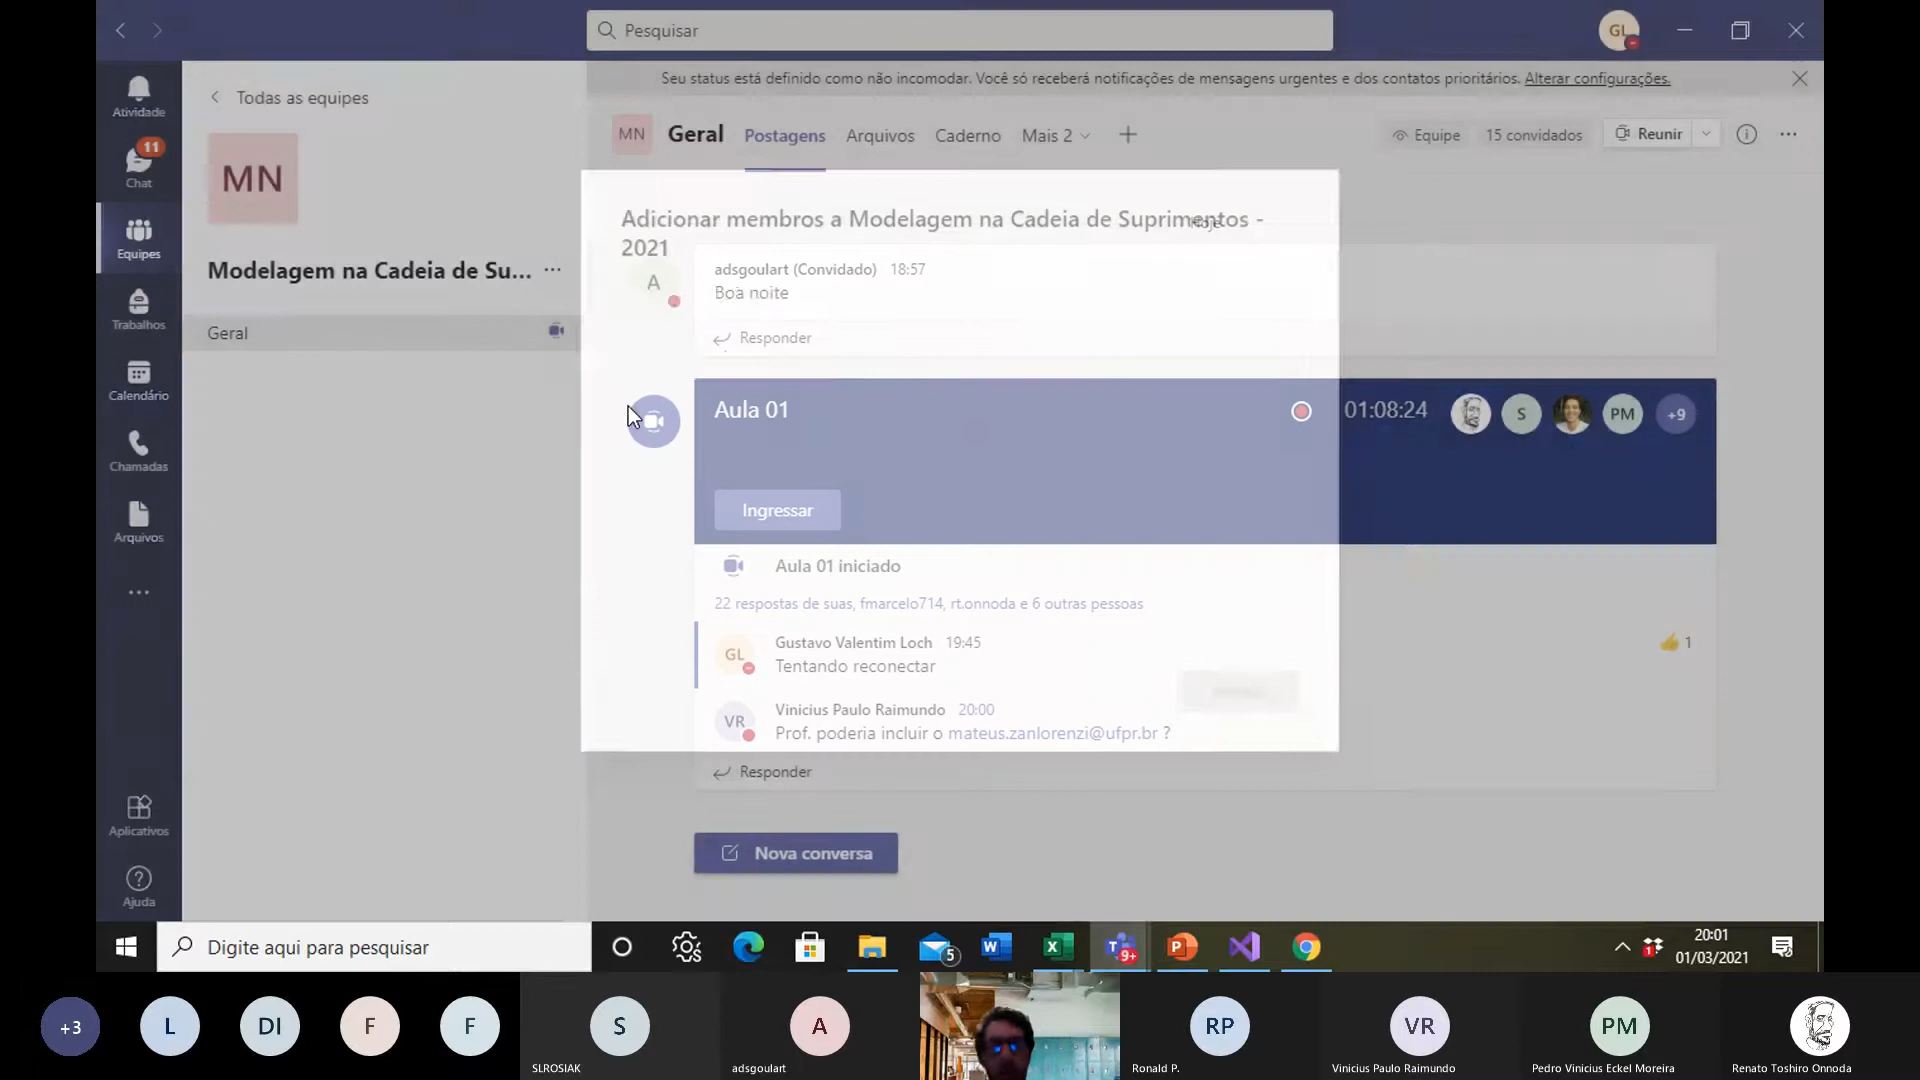 Pesquisar
GL
Seu status está definido como não incomodar. Você só receberá notificações de mensagens urgentes e dos contatos prioritários. Alterar configurações.
Atividade
11
Chat
Equipes
Trabalhos
Calendário
Chamadas
Arquivos
Aplicativos
Ajuda
Todas as equipes
MN
Modelagem na Cadeia de Su...
Geral
MN
Geral
Postagens
Arquivos
Caderno
Mais 2
Equipe
15 convidados
Reunir
Adicionar membros a Modelagem na Cadeia de Suprimentos -
2021
Hoje
A
adsgoulart (Convidado) 18:57
Boa noite
Responder
Aula 01
01:08:24
S
PM
+9
Ingressar
Aula 01 iniciado
22 respostas de suas, fmarcelo714, rt.onnoda e 6 outras pessoas
GL
Gustavo Valentim Loch 19:45
1
Tentando reconectar
VR
Vinicius Paulo Raimundo 20:00
Prof. poderia incluir o mateus.zanlorenzi@ufpr.br ?
Responder
Nova conversa
Digite aqui para pesquisar
5
W
X
T
9+
P
1
20:01
01/03/2021
+3
L
DI
F
F
S
SLROSIAK
A
adsgoulart
RP
Ronald P.
VR
Vinicius Paulo Raimundo
PM
Pedro Vinicius Eckel Moreira
Renato Toshiro Onnoda